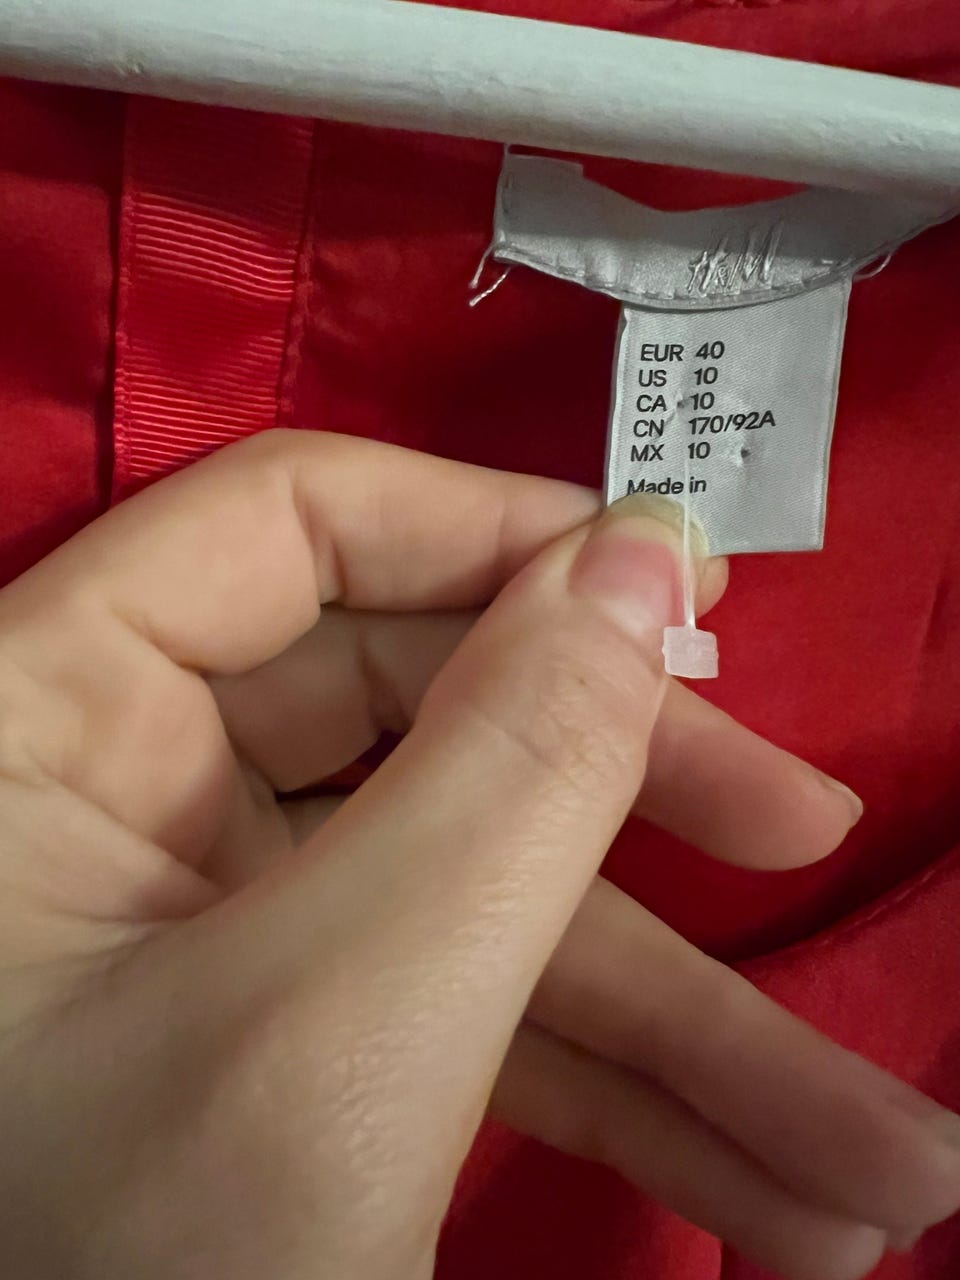 H&M
EUR 40
US 10
CA 10
CN 170/92A
MX 10
Made in